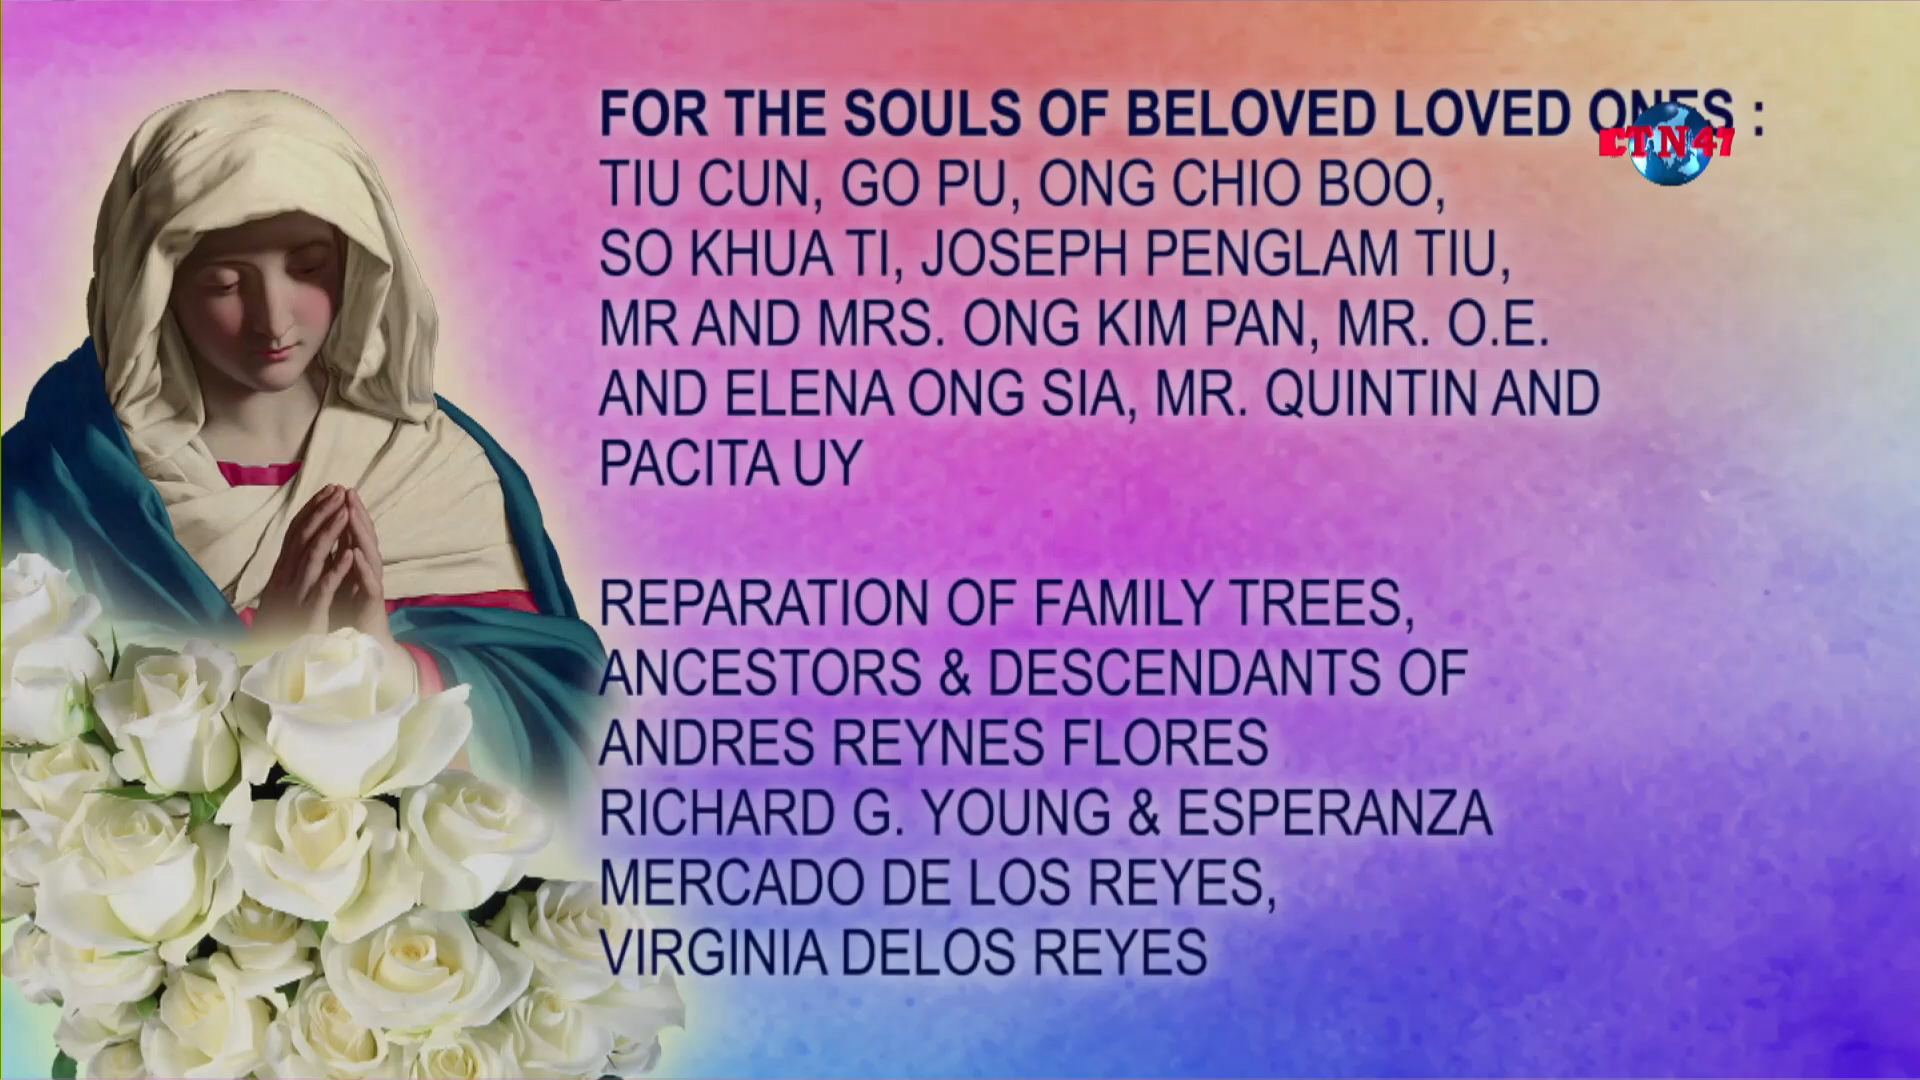 FOR THE SOULS OF BELOVED LOVED ONES :
CTN47
TIU CUN, GO PU, ONG CHIO BOO,
SO KHUA TI, JOSEPH PENGLAM TIU,
MR AND MRS. ONG KIM PAN, MR. O.E.
AND ELENA ONG SIA, MR. QUINTIN AND
PACITA UY
REPARATION OF FAMILY TREES,
ANCESTORS & DESCENDANTS OF
ANDRES REYNES FLORES
RICHARD G. YOUNG & ESPERANZA
MERCADO DE LOS REYES,
VIRGINIA DELOS REYES